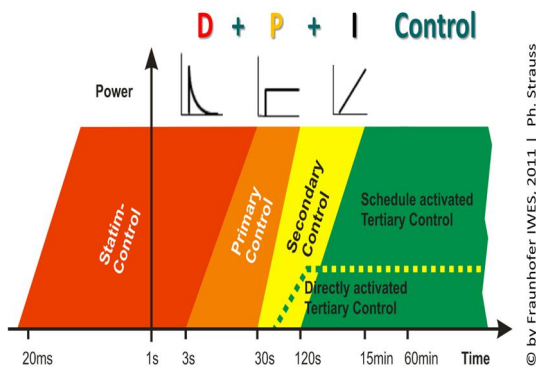 D + P + I Control
Power
Statim-
Control
Primary
Control
Secondary
Control
Schedule activated
Tertiary Control
Directly activated
Tertiary Control
20ms 1s 3s 30s 120s 15min 60min Time
© by Fraunhofer IWES, 2011 | Ph. Strauss